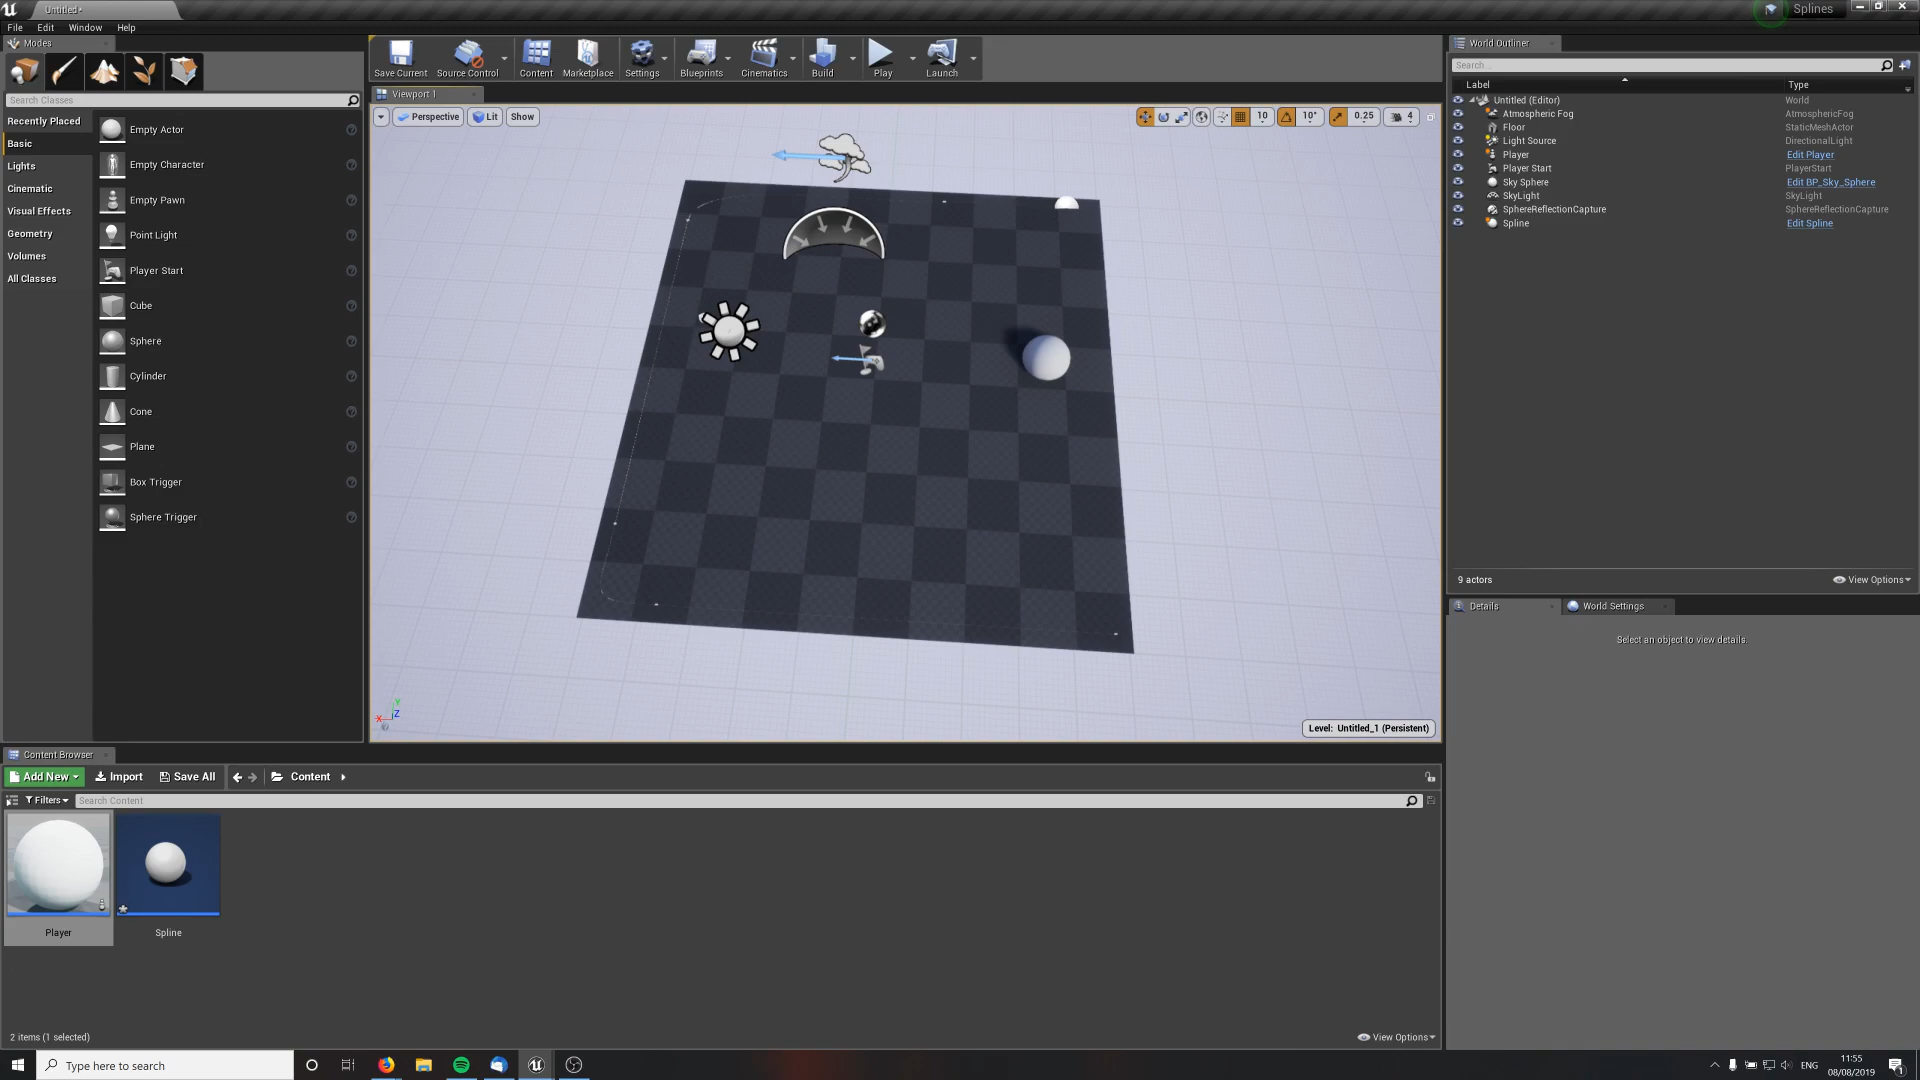 Untitled*
Splines
File Edit Window Help
Modes
Search Classes
Recently Placed
Basic
Lights
Cinematic
Visual Effects
Geometry
Volumes
All Classes
Empty Actor
Empty Character
Empty Pawn
Point Light
Player Start
Cube
Sphere
Cylinder
Cone
Plane
Box Trigger
Sphere Trigger
Save Current Source Control Content Marketplace Settings Blueprints Cinematics Build Play Launch
Viewport 1
Perspective Lit Show
10 10° 0.25 4
X Y Z
Level: Untitled_1 (Persistent)
World Outliner
Search...
Label Type
Untitled (Editor) World
Atmospheric Fog AtmosphericFog
Floor StaticMeshActor
Light Source DirectionalLight
Player Edit Player
Player Start PlayerStart
Sky Sphere Edit BP_Sky_Sphere
SkyLight SkyLight
SphereReflectionCapture SphereReflectionCapture
Spline Edit Spline
9 actors View Options
Details World Settings
Select an object to view details.
Content Browser
Add New Import Save All Content
Filters Search Content
Player Spline
2 items (1 selected) View Options
Type here to search
ENG
11:55
08/08/2019
1